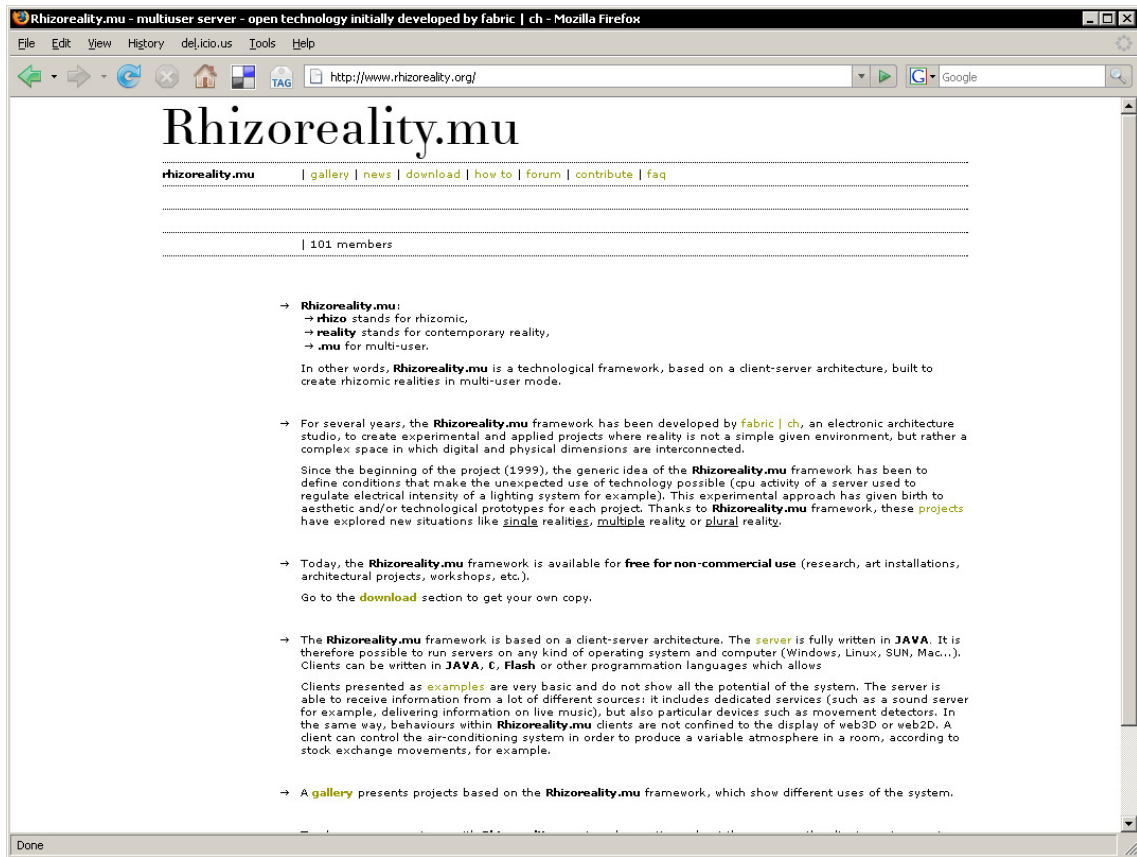 Rhizoreality.mu - multiuser server - open technology initially developed by fabric | ch - Mozilla Firefox
File Edit View History del.icio.us Tools Help
TAG http://www.rhizoreality.org/ G Google
Rhizoreality.mu
rhizoreality.mu | gallery | news | download | how to | forum | contribute | faq
| 101 members
→ Rhizoreality.mu:
→ rhizo stands for rhizomic,
→ reality stands for contemporary reality,
→ .mu for multi-user.
In other words, Rhizoreality.mu is a technological framework, based on a client-server architecture, built to
create rhizomic realities in multi-user mode.
→ For several years, the Rhizoreality.mu framework has been developed by fabric | ch, an electronic architecture
studio, to create experimental and applied projects where reality is not a simple given environment, but rather a
complex space in which digital and physical dimensions are interconnected.
Since the beginning of the project (1999), the generic idea of the Rhizoreality.mu framework has been to
define conditions that make the unexpected use of technology possible (cpu activity of a server used to
regulate electrical intensity of a lighting system for example). This experimental approach has given birth to
aesthetic and/or technological prototypes for each project. Thanks to Rhizoreality.mu framework, these projects
have explored new situations like single realities, multiple reality or plural reality.
→ Today, the Rhizoreality.mu framework is available for free for non-commercial use (research, art installations,
architectural projects, workshops, etc.).
Go to the download section to get your own copy.
→ The Rhizoreality.mu framework is based on a client-server architecture. The server is fully written in JAVA. It is
therefore possible to run servers on any kind of operating system and computer (Windows, Linux, SUN, Mac...).
Clients can be written in JAVA, C, Flash or other programmation languages which allows
Clients presented as examples are very basic and do not show all the potential of the system. The server is
able to receive information from a lot of different sources: it includes dedicated services (such as a sound server
for example, delivering information on live music), but also particular devices such as movement detectors. In
the same way, behaviours within Rhizoreality.mu clients are not confined to the display of web3D or web2D. A
client can control the air-conditioning system in order to produce a variable atmosphere in a room, according to
stock exchange movements, for example.
→ A gallery presents projects based on the Rhizoreality.mu framework, which show different uses of the system.
Done